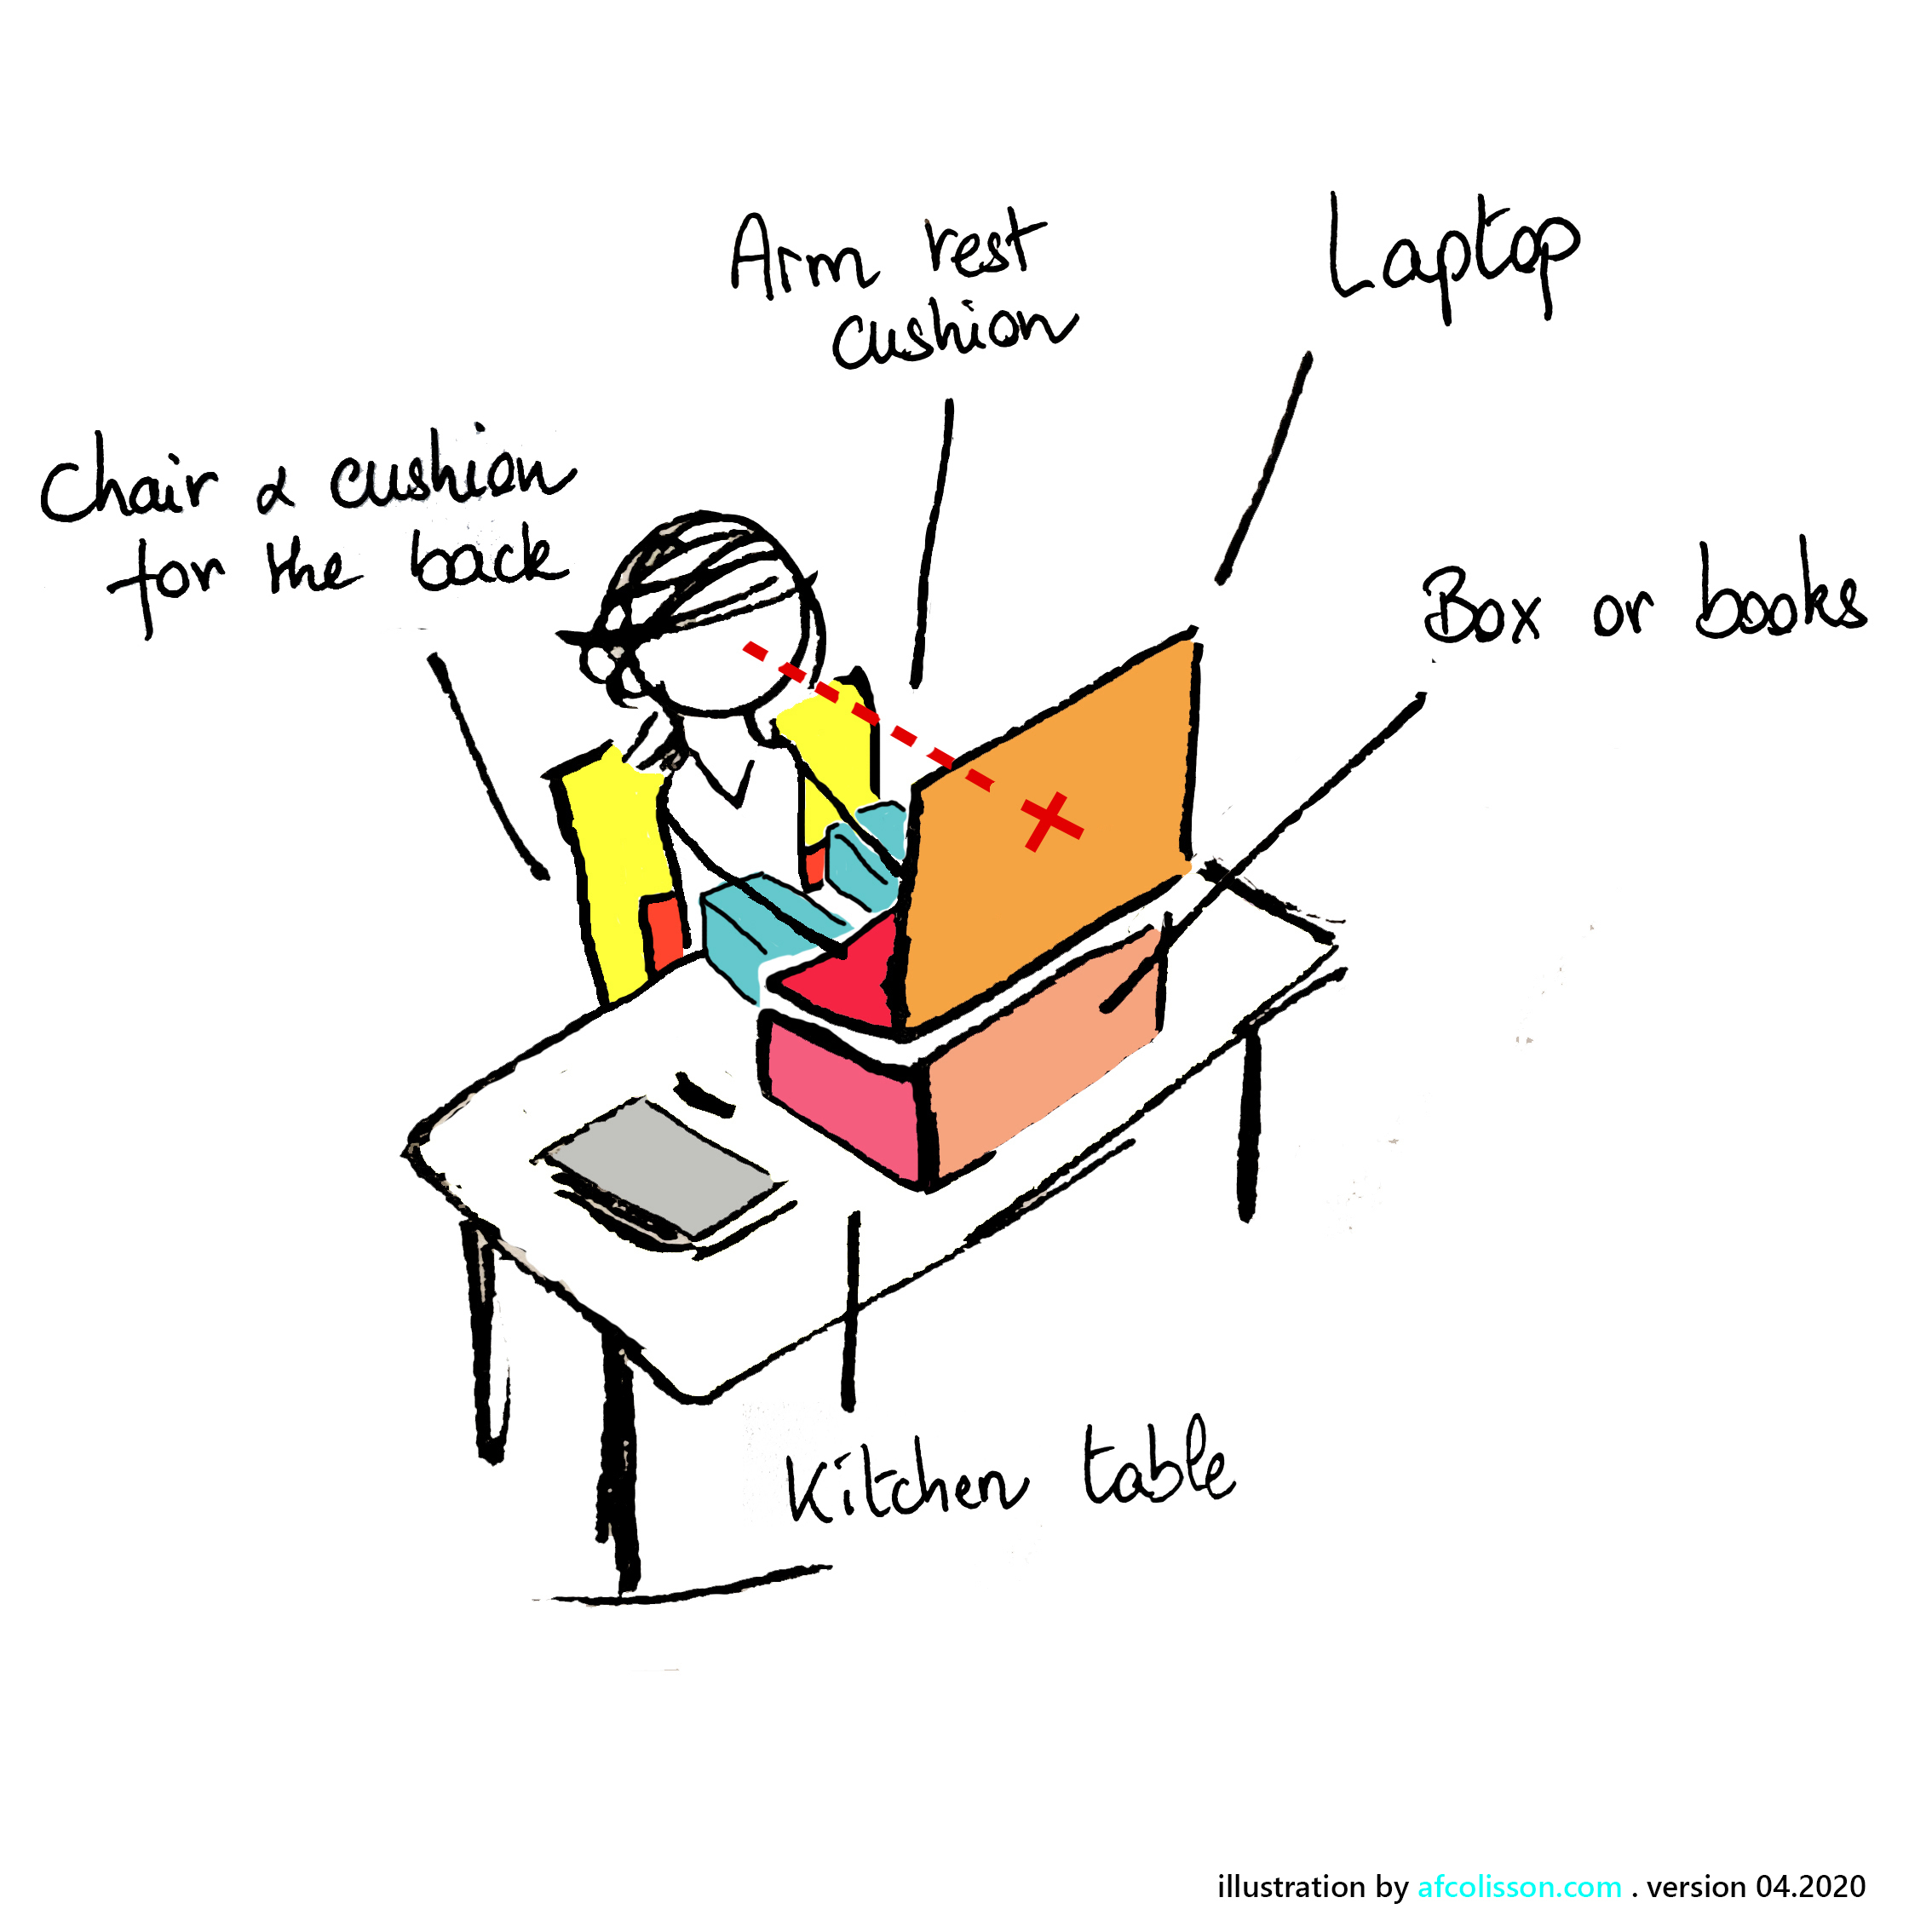 Arm rest
cushion
Laptop
Chair & cushion
for the back
Box or books
Kitchen table
illustration by afcolisson.com . version 04.2020